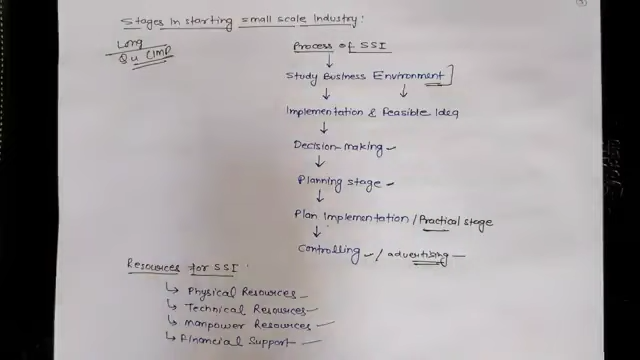 Stages In starting small scale Industry:
Long
Qu. (IMP)
Process of SSI
Study Business Environment
Implementation & Feasible Idea
Decision-making
Planning stage
Plan Implementation / Practical stage
Controlling / advertising
Resources for SSI
Physical Resources
Technical Resources
manpower Resources
Financial Support